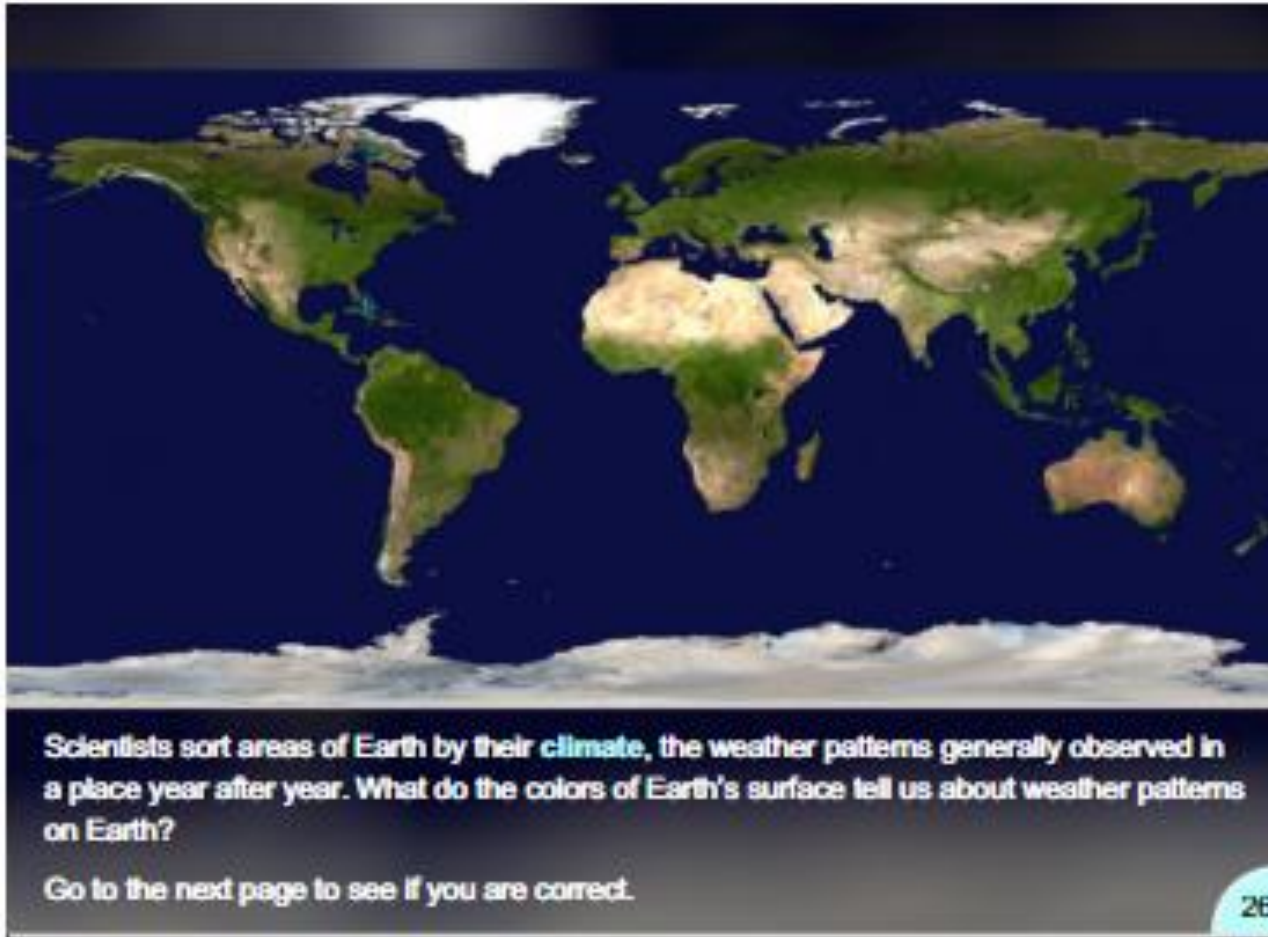 Scientists sort areas of Earth by their climate, the weather patterns generally observed in
a place year after year. What do the colors of Earth's surface tell us about weather patterns
on Earth?
Go to the next page to see if you are correct.
26